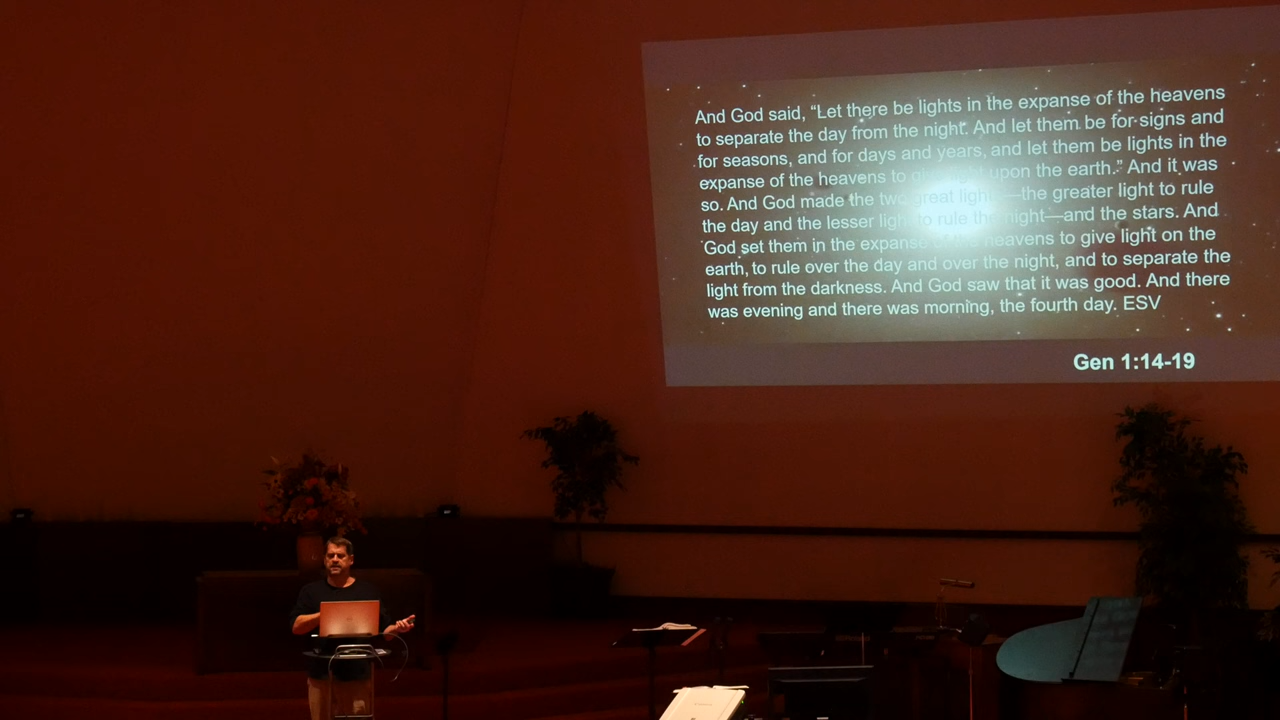 And God said, “Let there be lights in the expanse of the heavens
to separate the day from the night. And let them be for signs and
for seasons, and for days and years, and let them be lights in the
expanse of the heavens to give light upon the earth.” And it was
so. And God made the two great lights—the greater light to rule
the day and the lesser light to rule the night—and the stars. And
God set them in the expanse of the heavens to give light on the
earth, to rule over the day and over the night, and to separate the
light from the darkness. And God saw that it was good. And there
was evening and there was morning, the fourth day. ESV
Gen 1:14-19